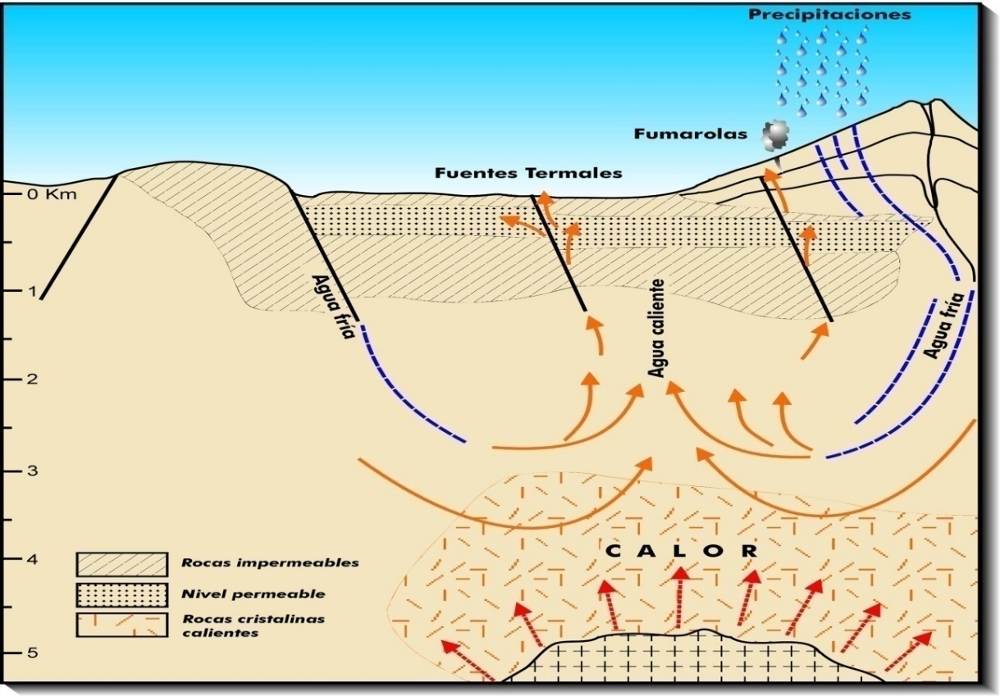 Precipitaciones
Fumarolas
Fuentes Termales
0 Km
1
2
3
4
5
Agua fría
Agua caliente
Agua fría
CALOR
Rocas impermeables
Nivel permeable
Rocas cristalinas
calientes